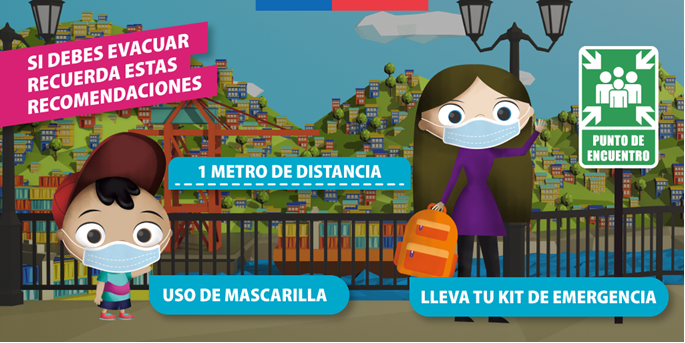 SI DEBES EVACUAR
RECUERDA ESTAS
RECOMENDACIONES
1 METRO DE DISTANCIA
PUNTO DE
ENCUENTRO
USO DE MASCARILLA
LLEVA TU KIT DE EMERGENCIA